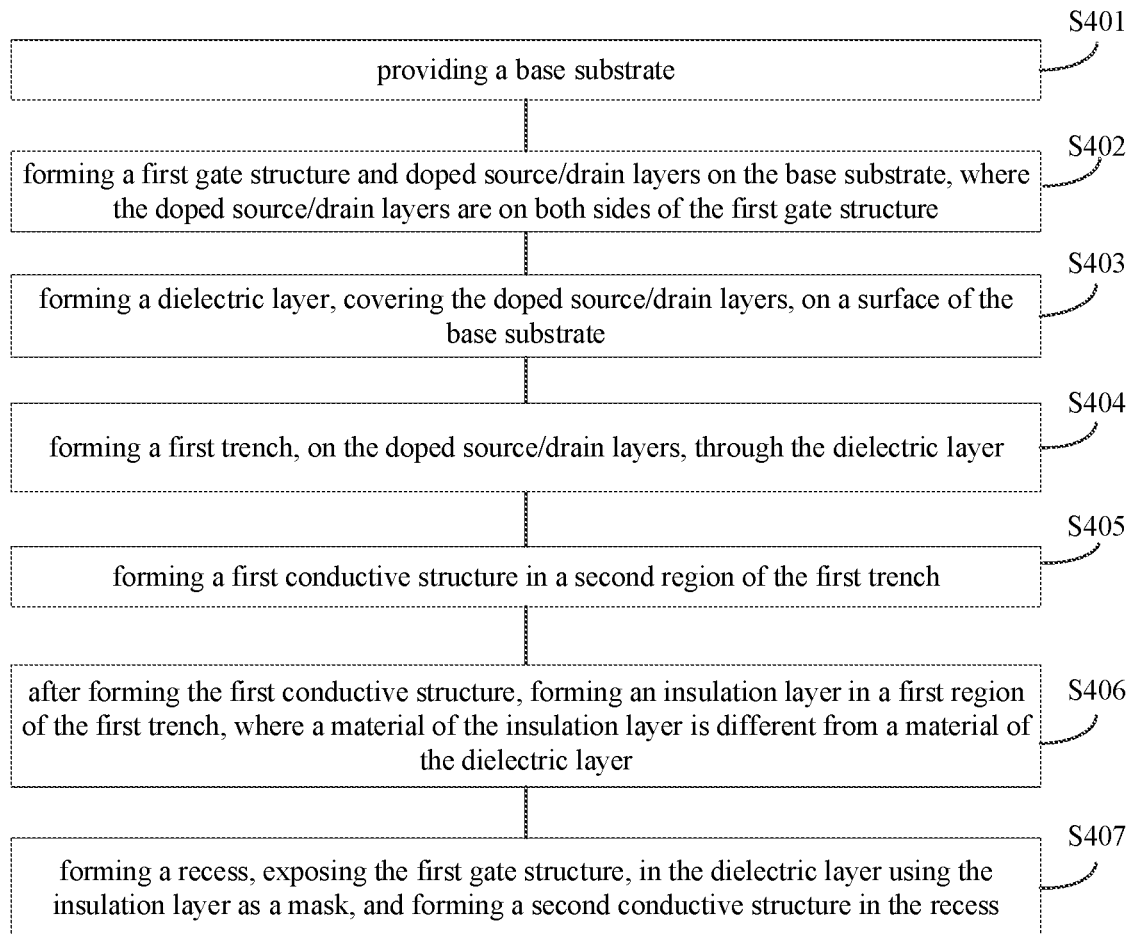 S401
providing a base substrate
S402
forming a first gate structure and doped source/drain layers on the base substrate, where
the doped source/drain layers are on both sides of the first gate structure
S403
forming a dielectric layer, covering the doped source/drain layers, on a surface of the
base substrate
S404
forming a first trench, on the doped source/drain layers, through the dielectric layer
S405
forming a first conductive structure in a second region of the first trench
S406
after forming the first conductive structure, forming an insulation layer in a first region
of the first trench, where a material of the insulation layer is different from a material of
the dielectric layer
S407
forming a recess, exposing the first gate structure, in the dielectric layer using the
insulation layer as a mask, and forming a second conductive structure in the recess